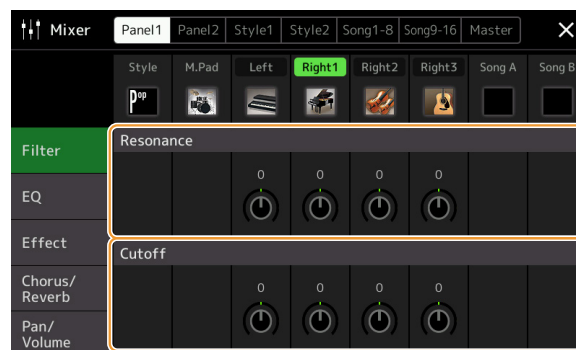 Mixer Panel1 Panel2 Style1 Style2 Song1-8 Song9-16 Master
Style M.Pad Left Right1 Right2 Right3 Song A Song B
Pop
Filter
Resonance
0 0 0 0
EQ
Effect
Cutoff
Chorus/
Reverb
0 0 0 0
Pan/
Volume